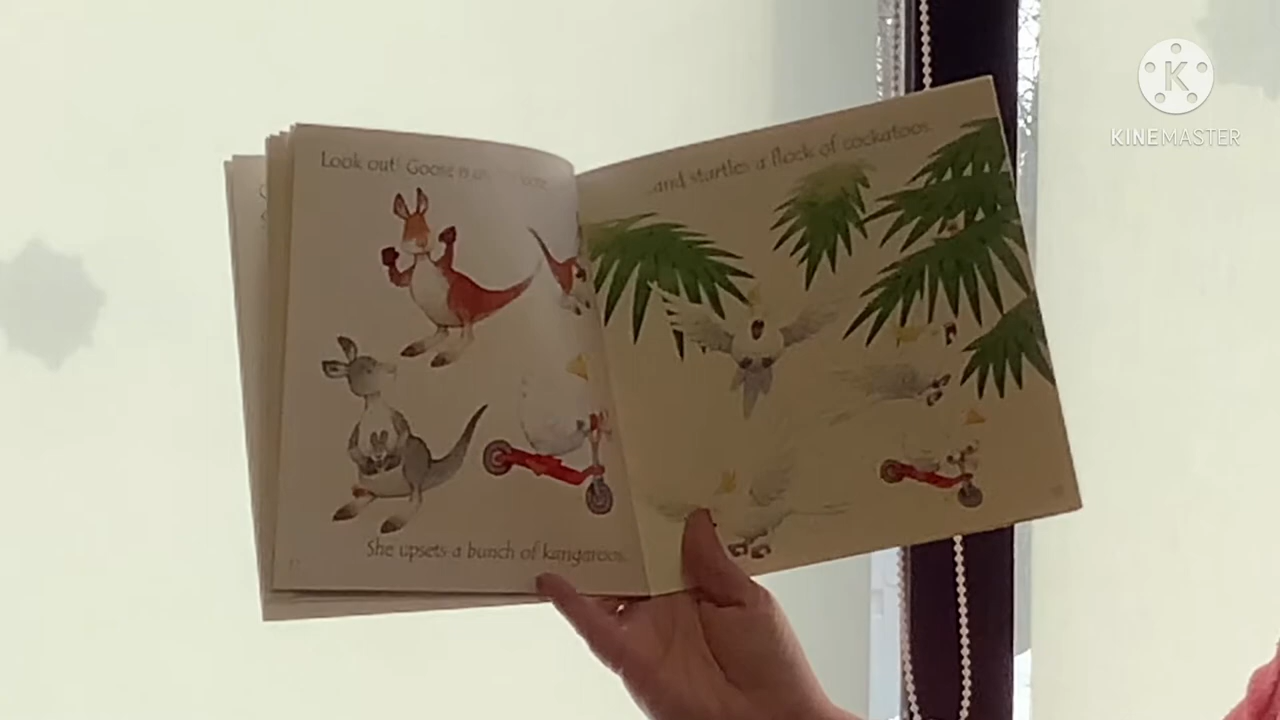 Look out! Goose is
She upsets a bunch of kangaroos...
...and startles a flock of cockatoos.
KINEMASTER